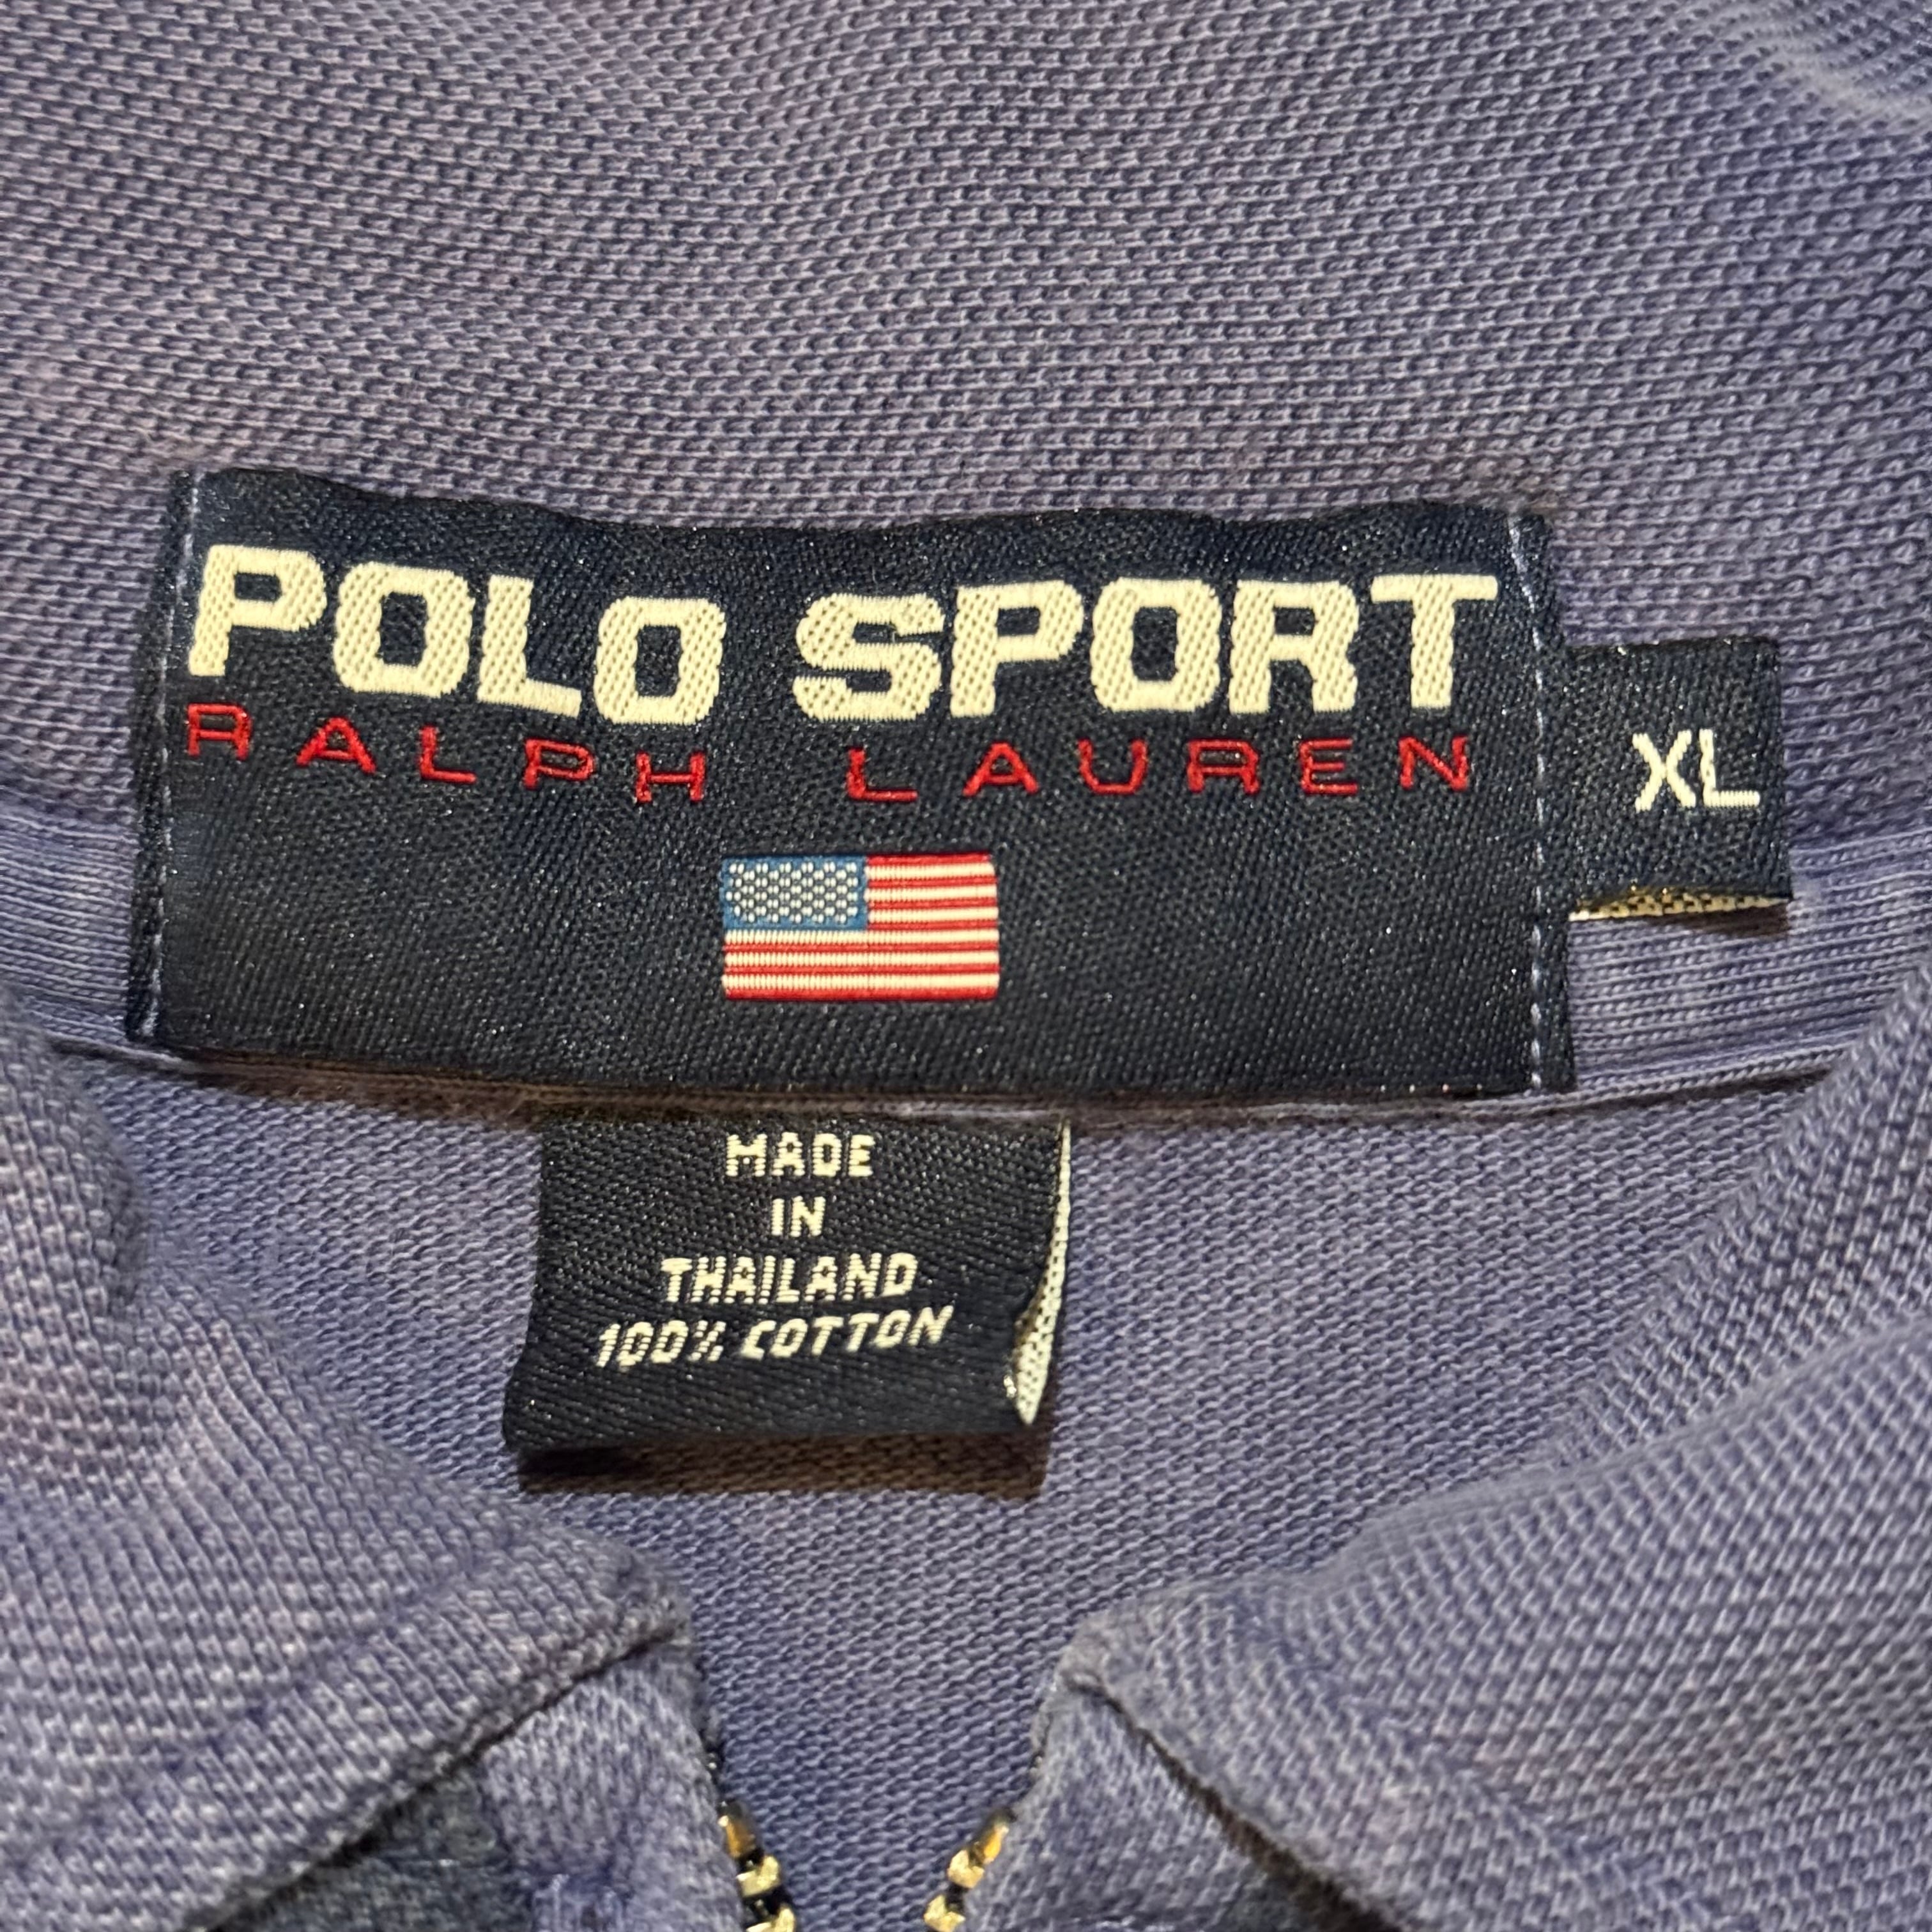 POLO SPORT
RALPH LAUREN
XL
MADE
IN
THAILAND
100% COTTON